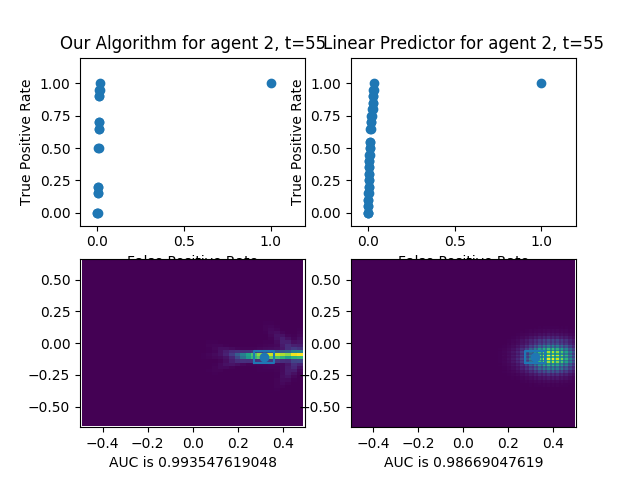 Our Algorithm for agent 2, t=55
Linear Predictor for agent 2, t=55
True Positive Rate
1.00
0.75
0.50
0.25
0.00
0.0 0.5 1.0
False Positive Rate
True Positive Rate
1.00
0.75
0.50
0.25
0.00
0.0 0.5 1.0
False Positive Rate
0.50
0.25
0.00
−0.25
−0.50
−0.4 −0.2 0.0 0.2 0.4
AUC is 0.993547619048
0.50
0.25
0.00
−0.25
−0.50
−0.4 −0.2 0.0 0.2 0.4
AUC is 0.98669047619